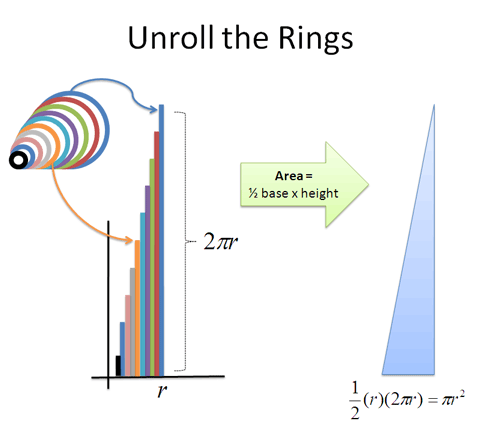 Unroll the Rings
Area =
½ base x height
2πr
r
1/2 (r)(2πr) = πr²